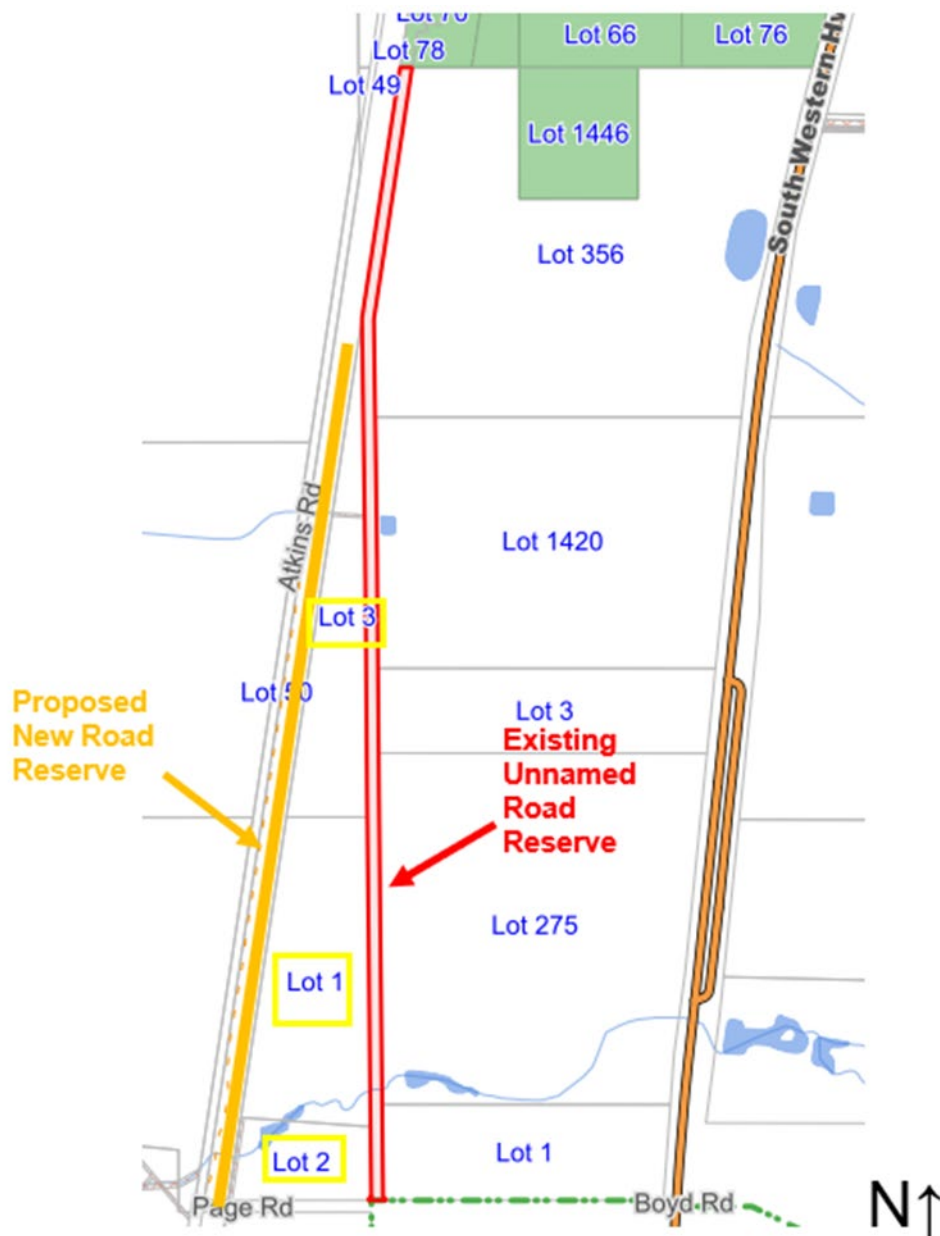 Lot 70
Lot 66
Lot 76
Lot 78
Lot 49
South Western Hw
Lot 1446
Lot 356
Atkins Rd
Lot 1420
Lot 3
Lot 50
Proposed
New Road
Reserve
Lot 3
Existing
Unnamed
Road
Reserve
Lot 275
Lot 1
Lot 2
Lot 1
Page Rd
Boyd Rd
N↑